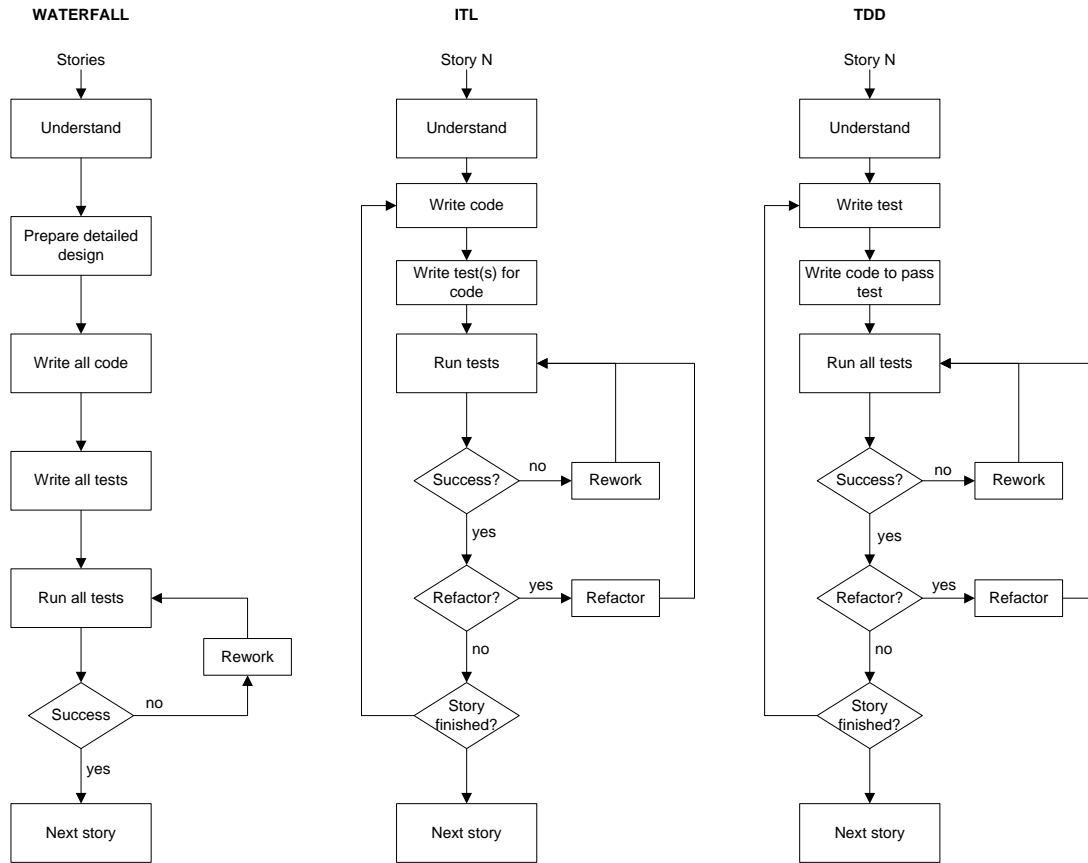 WATERFALL
Stories
Understand
Prepare detailed
design
Write all code
Write all tests
Run all tests
Success
no
Rework
yes
Next story
ITL
Story N
Understand
Write code
Write test(s) for
code
Run tests
Success?
no
Rework
yes
Refactor?
yes
Refactor
no
Story
finished?
Next story
TDD
Story N
Understand
Write test
Write code to pass
test
Run all tests
Success?
no
Rework
yes
Refactor?
yes
Refactor
no
Story
finished?
Next story